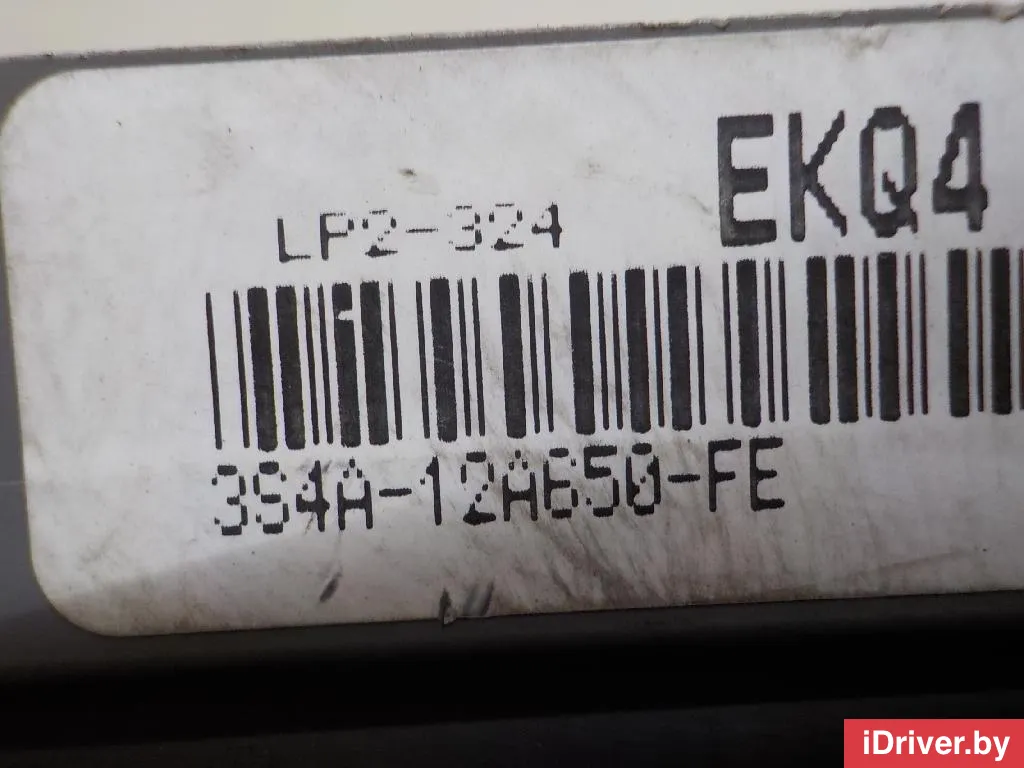 EKQ4
LP2-324
3S4A-12A650-FE
iDriver.by